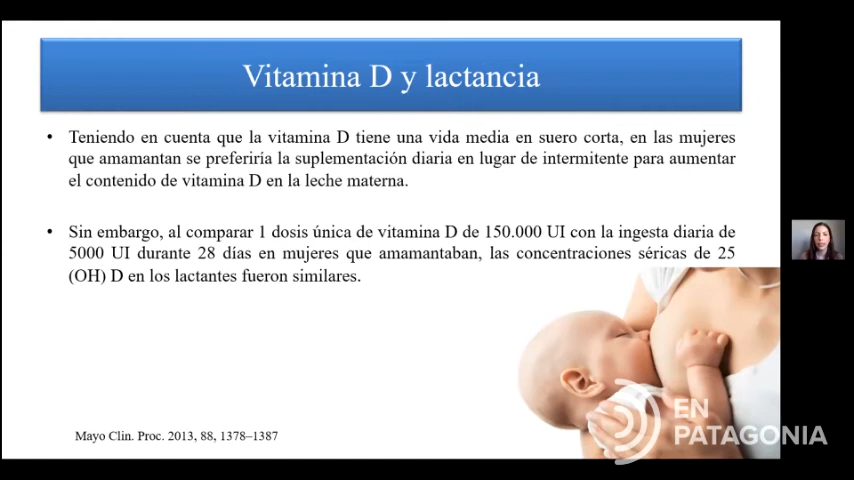 Vitamina D y lactancia
• Teniendo en cuenta que la vitamina D tiene una vida media en suero corta, en las mujeres
que amamantan se preferiría la suplementación diaria en lugar de intermitente para aumentar
el contenido de vitamina D en la leche materna.
• Sin embargo, al comparar 1 dosis única de vitamina D de 150.000 UI con la ingesta diaria de
5000 UI durante 28 días en mujeres que amamantaban, las concentraciones séricas de 25
(OH) D en los lactantes fueron similares.
Mayo Clin. Proc. 2013, 88, 1378–1387
EN
PATAGONIA